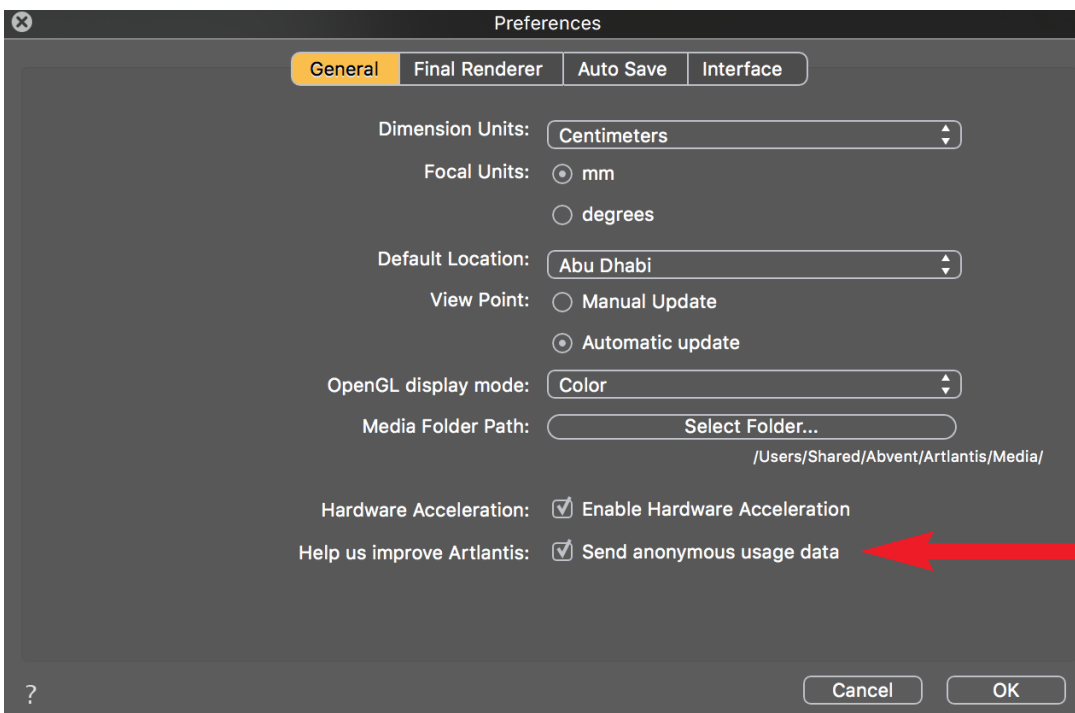 Preferences
General Final Renderer Auto Save Interface
Dimension Units: Centimeters
Focal Units: mm
degrees
Default Location: Abu Dhabi
View Point: Manual Update
Automatic update
OpenGL display mode: Color
Media Folder Path: Select Folder...
/Users/Shared/Abvent/Artlantis/Media/
Hardware Acceleration: Enable Hardware Acceleration
Help us improve Artlantis: Send anonymous usage data
? Cancel OK